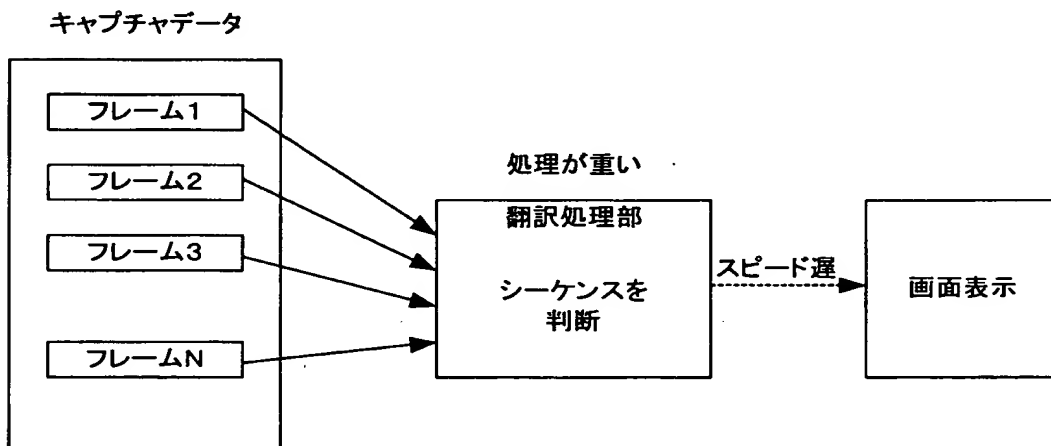 キャプチャデータ
フレーム1
フレーム2
フレーム3
フレームN
処理が重い
翻訳処理部
シーケンスを
判断
スピード遅
画面表示